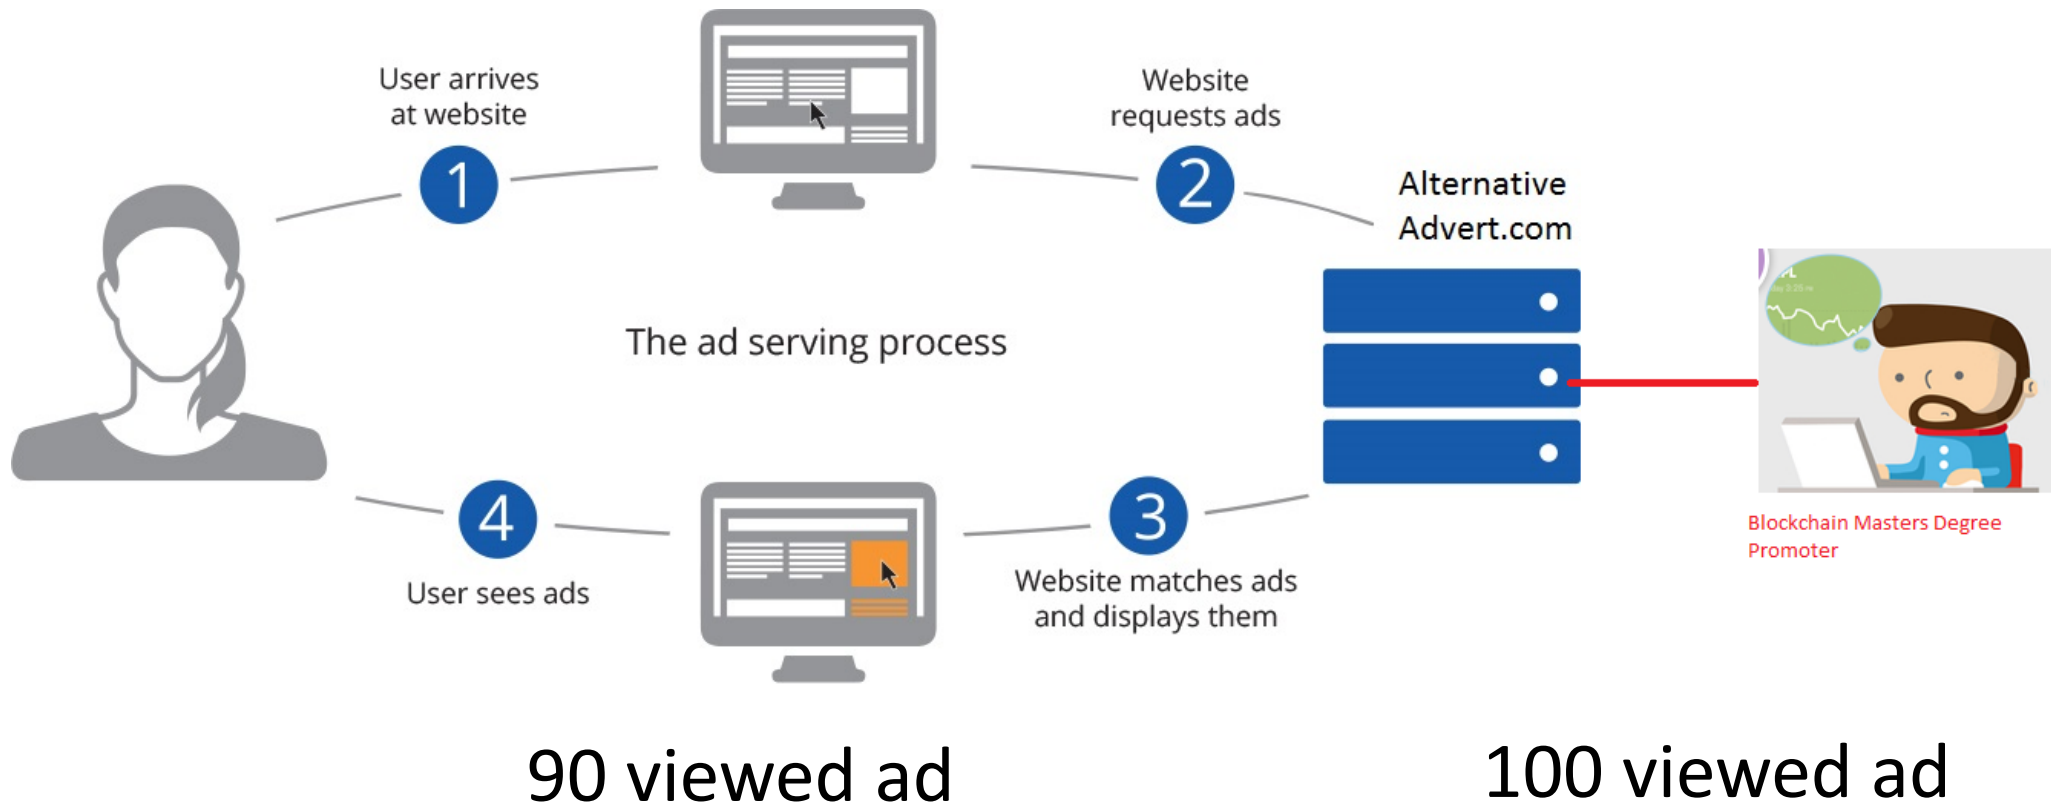 User arrives
at website
1
Website
requests ads
2
Alternative
Advert.com
The ad serving process
4
User sees ads
3
Website matches ads
and displays them
Blockchain Masters Degree
Promoter
90 viewed ad
100 viewed ad